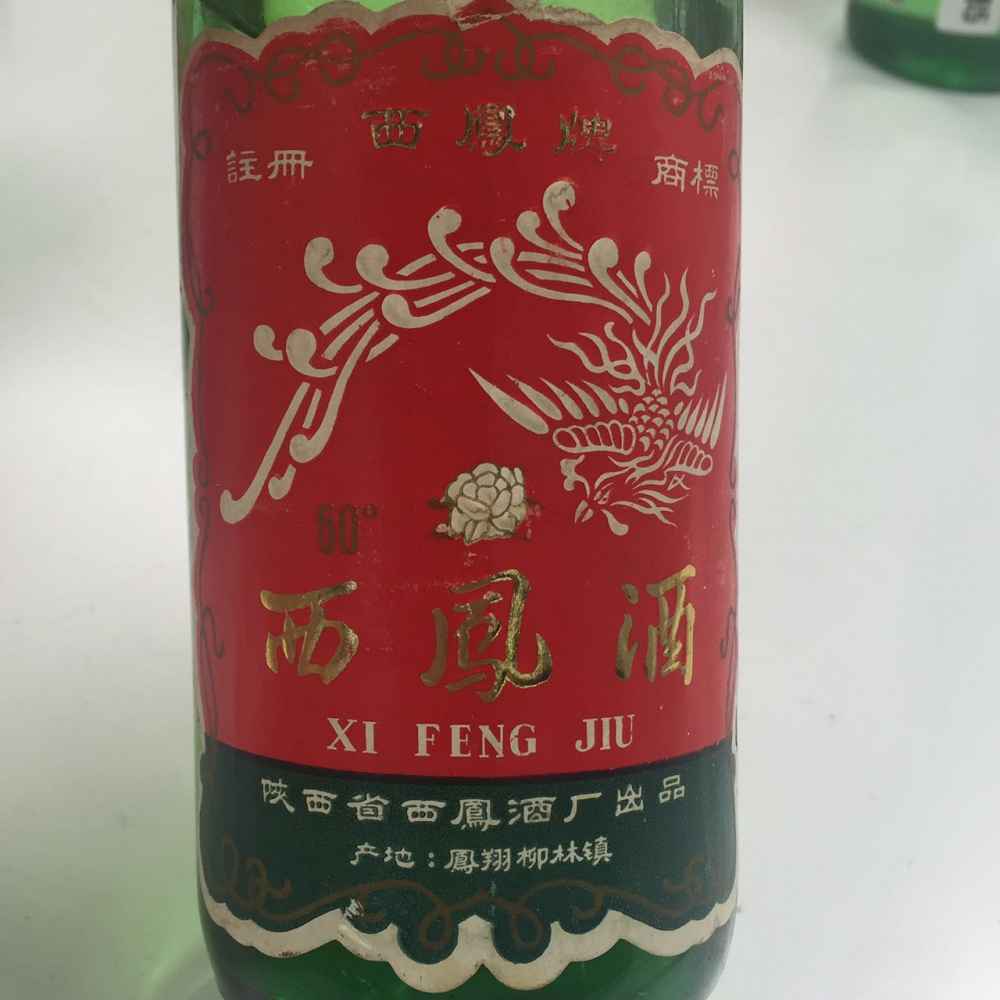 西鳳牌
註冊 商標
60°
西鳳酒
XI FENG JIU
陕西省西鳳酒厂出品
产地：鳳翔柳林镇